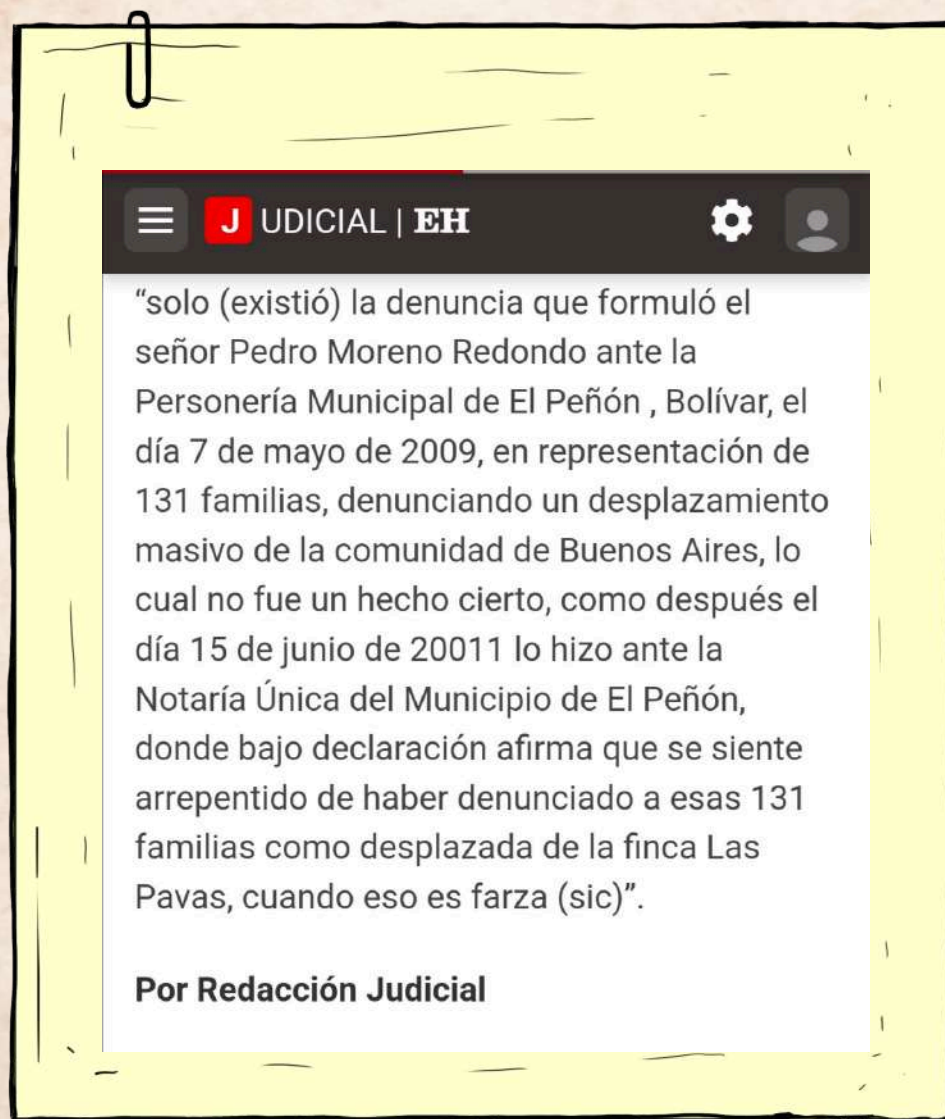 JUDICIAL | EH
“solo (existió) la denuncia que formuló el
señor Pedro Moreno Redondo ante la
Personería Municipal de El Peñón , Bolívar, el
día 7 de mayo de 2009, en representación de
131 familias, denunciando un desplazamiento
masivo de la comunidad de Buenos Aires, lo
cual no fue un hecho cierto, como después el
día 15 de junio de 20011 lo hizo ante la
Notaría Única del Municipio de El Peñón,
donde bajo declaración afirma que se siente
arrepentido de haber denunciado a esas 131
familias como desplazada de la finca Las
Pavas, cuando eso es farza (sic)”.
Por Redacción Judicial